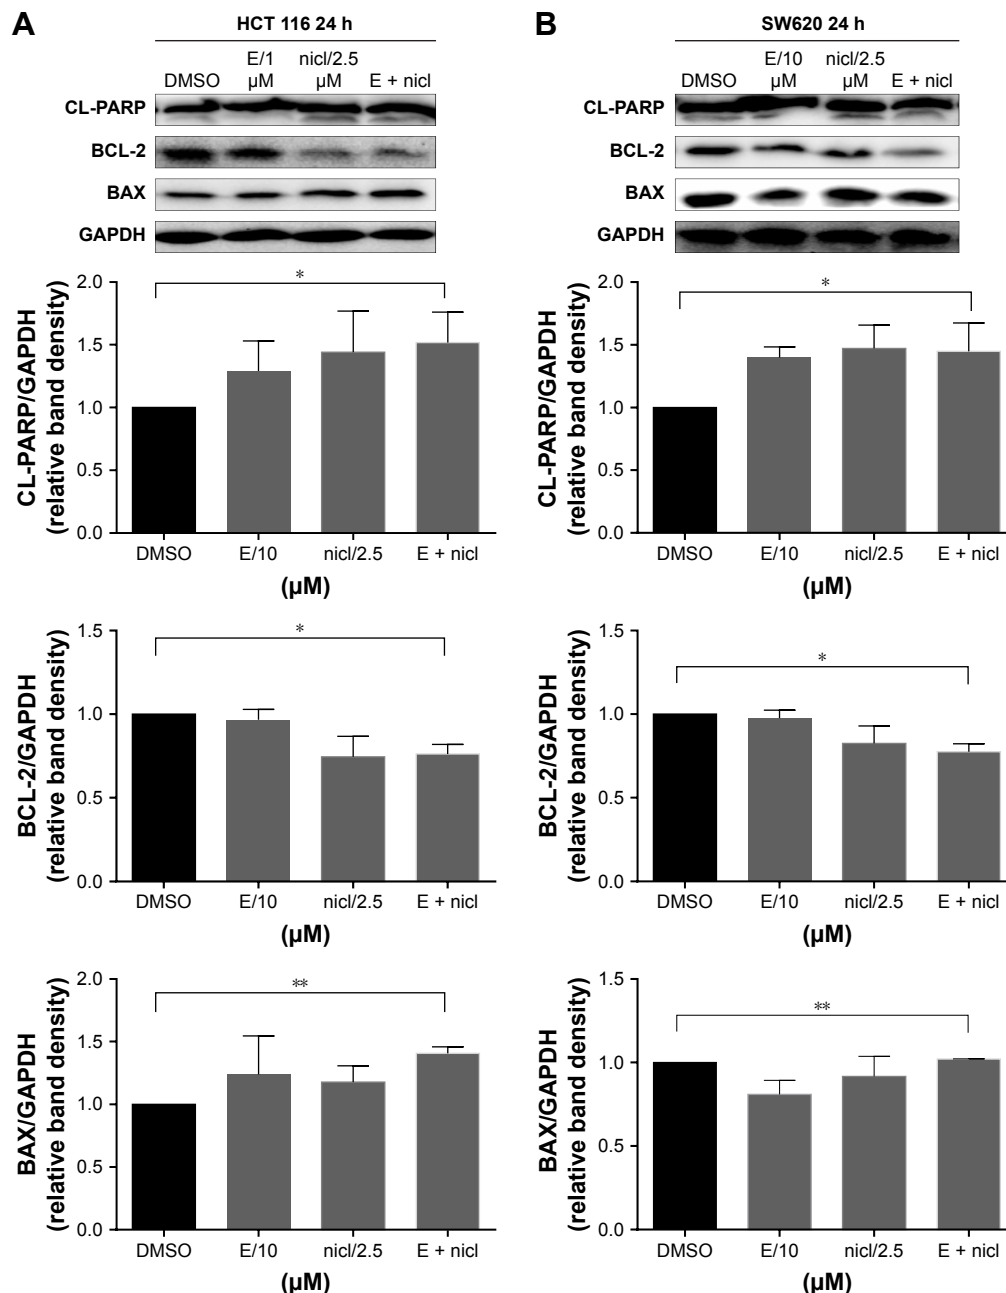 A
HCT 116 24 h
DMSO
E/1
µM
nicl/2.5
µM
E + nicl
CL-PARP
BCL-2
BAX
GAPDH
CL-PARP/GAPDH
(relative band density)
2.0
1.5
1.0
0.5
0.0
*
DMSO E/10 nicl/2.5 E + nicl
(µM)
BCL-2/GAPDH
(relative band density)
1.5
1.0
0.5
0.0
*
DMSO E/10 nicl/2.5 E + nicl
(µM)
BAX/GAPDH
(relative band density)
2.0
1.5
1.0
0.5
0.0
**
DMSO E/10 nicl/2.5 E + nicl
(µM)
B
SW620 24 h
DMSO
E/10
µM
nicl/2.5
µM
E + nicl
CL-PARP
BCL-2
BAX
GAPDH
CL-PARP/GAPDH
(relative band density)
2.0
1.5
1.0
0.5
0.0
*
DMSO E/10 nicl/2.5 E + nicl
(µM)
BCL-2/GAPDH
(relative band density)
1.5
1.0
0.5
0.0
*
DMSO E/10 nicl/2.5 E + nicl
(µM)
BAX/GAPDH
(relative band density)
1.5
1.0
0.5
0.0
**
DMSO E/10 nicl/2.5 E + nicl
(µM)